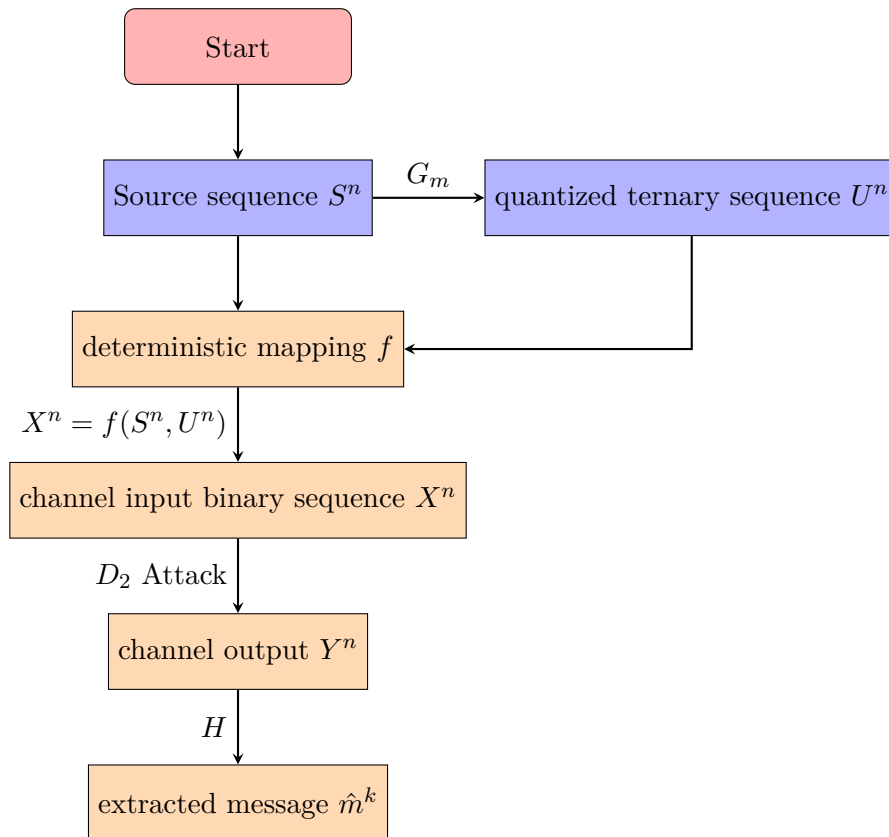 Start
Source sequence $S^n$
$G_m$
quantized ternary sequence $U^n$
deterministic mapping $f$
$X^n = f(S^n, U^n)$
channel input binary sequence $X^n$
$D_2$ Attack
channel output $Y^n$
$H$
extracted message $\hat{m}^k$